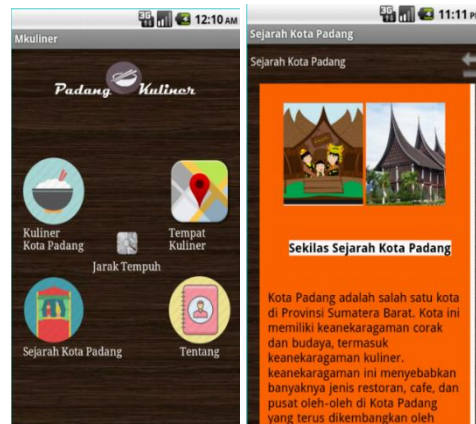 3G
12:10 AM
Mkuliner
Padang Kuliner
Kuliner
Kota Padang
Tempat
Kuliner
Jarak Tempuh
Sejarah Kota Padang
Tentang
3G
11:11 PM
Sejarah Kota Padang
Sejarah Kota Padang
Sekilas Sejarah Kota Padang
Kota Padang adalah salah satu kota
di Provinsi Sumatera Barat. Kota ini
memiliki keanekaragaman corak
dan budaya, termasuk
keanekaragaman kuliner.
keanekaragaman ini menyebabkan
banyaknya jenis restoran, cafe, dan
pusat oleh-oleh di Kota Padang
yang terus dikembangkan oleh